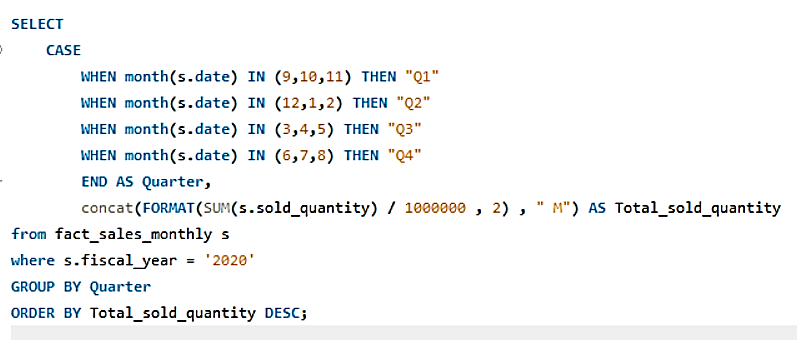 SELECT
CASE
WHEN month(s.date) IN (9,10,11) THEN "Q1"
WHEN month(s.date) IN (12,1,2) THEN "Q2"
WHEN month(s.date) IN (3,4,5) THEN "Q3"
WHEN month(s.date) IN (6,7,8) THEN "Q4"
END AS Quarter,
concat(FORMAT(SUM(s.sold_quantity) / 1000000 , 2) , " M") AS Total_sold_quantity
from fact_sales_monthly s
where s.fiscal_year = '2020'
GROUP BY Quarter
ORDER BY Total_sold_quantity DESC;